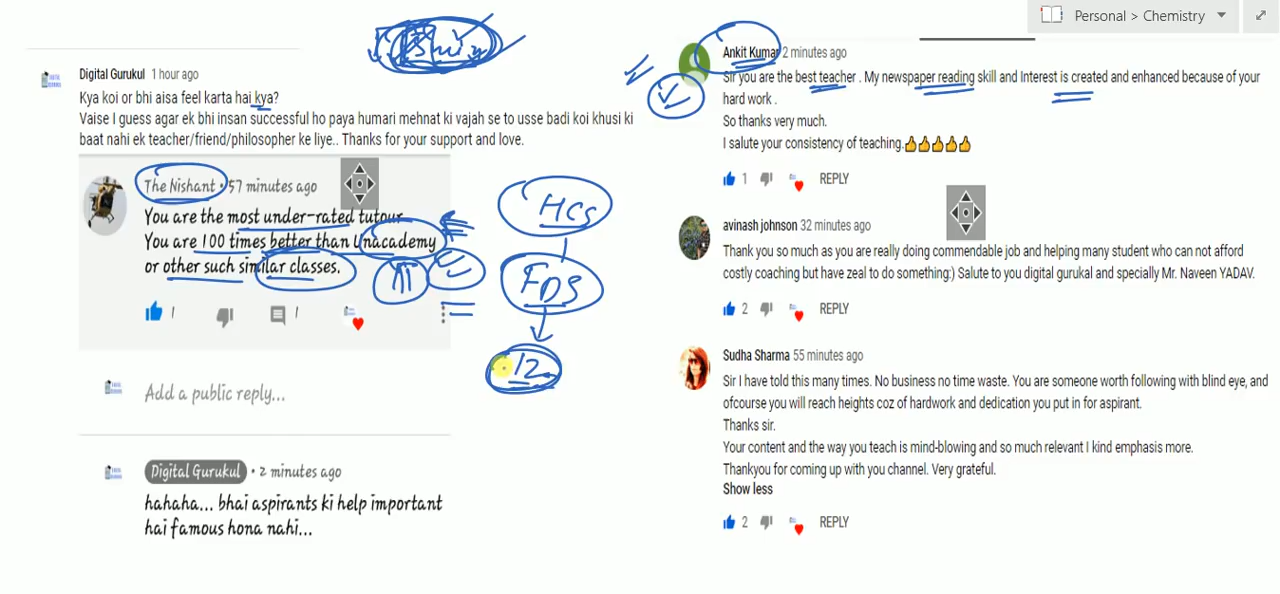 Personal > Chemistry
Digital Gurukul 1 hour ago
Kya koi or bhi aisa feel karta hai kya?
Vaise I guess agar ek bhi insan successful ho paya humari mehnat ki vajah se to usse badi koi khusi ki
baat nahi ek teacher/friend/philosopher ke liye.. Thanks for your support and love.
The Nishant • 57 minutes ago
You are the most under-rated tutour
You are 100 times better than Unacademy
or other such similar classes.
1 1
Add a public reply...
Digital Gurukul • 2 minutes ago
hahaha... bhai aspirants ki help important
hai famous hona nahi...
HCS
FDS
12
Ankit Kumar 2 minutes ago
Sir you are the best teacher . My newspaper reading skill and Interest is created and enhanced because of your
hard work .
So thanks very much.
I salute your consistency of teaching.👍👍👍👍👍
1 REPLY
avinash johnson 32 minutes ago
Thank you so much as you are really doing commendable job and helping many student who can not afford
costly coaching but have zeal to do something:) Salute to you digital gurukal and specially Mr. Naveen YADAV.
2 REPLY
Sudha Sharma 55 minutes ago
Sir I have told this many times. No business no time waste. You are someone worth following with blind eye, and
ofcourse you will reach heights coz of hardwork and dedication you put in for aspirant.
Thanks sir.
Your content and the way you teach is mind-blowing and so much relevant I kind emphasis more.
Thankyou for coming up with you channel. Very grateful.
Show less
2 REPLY